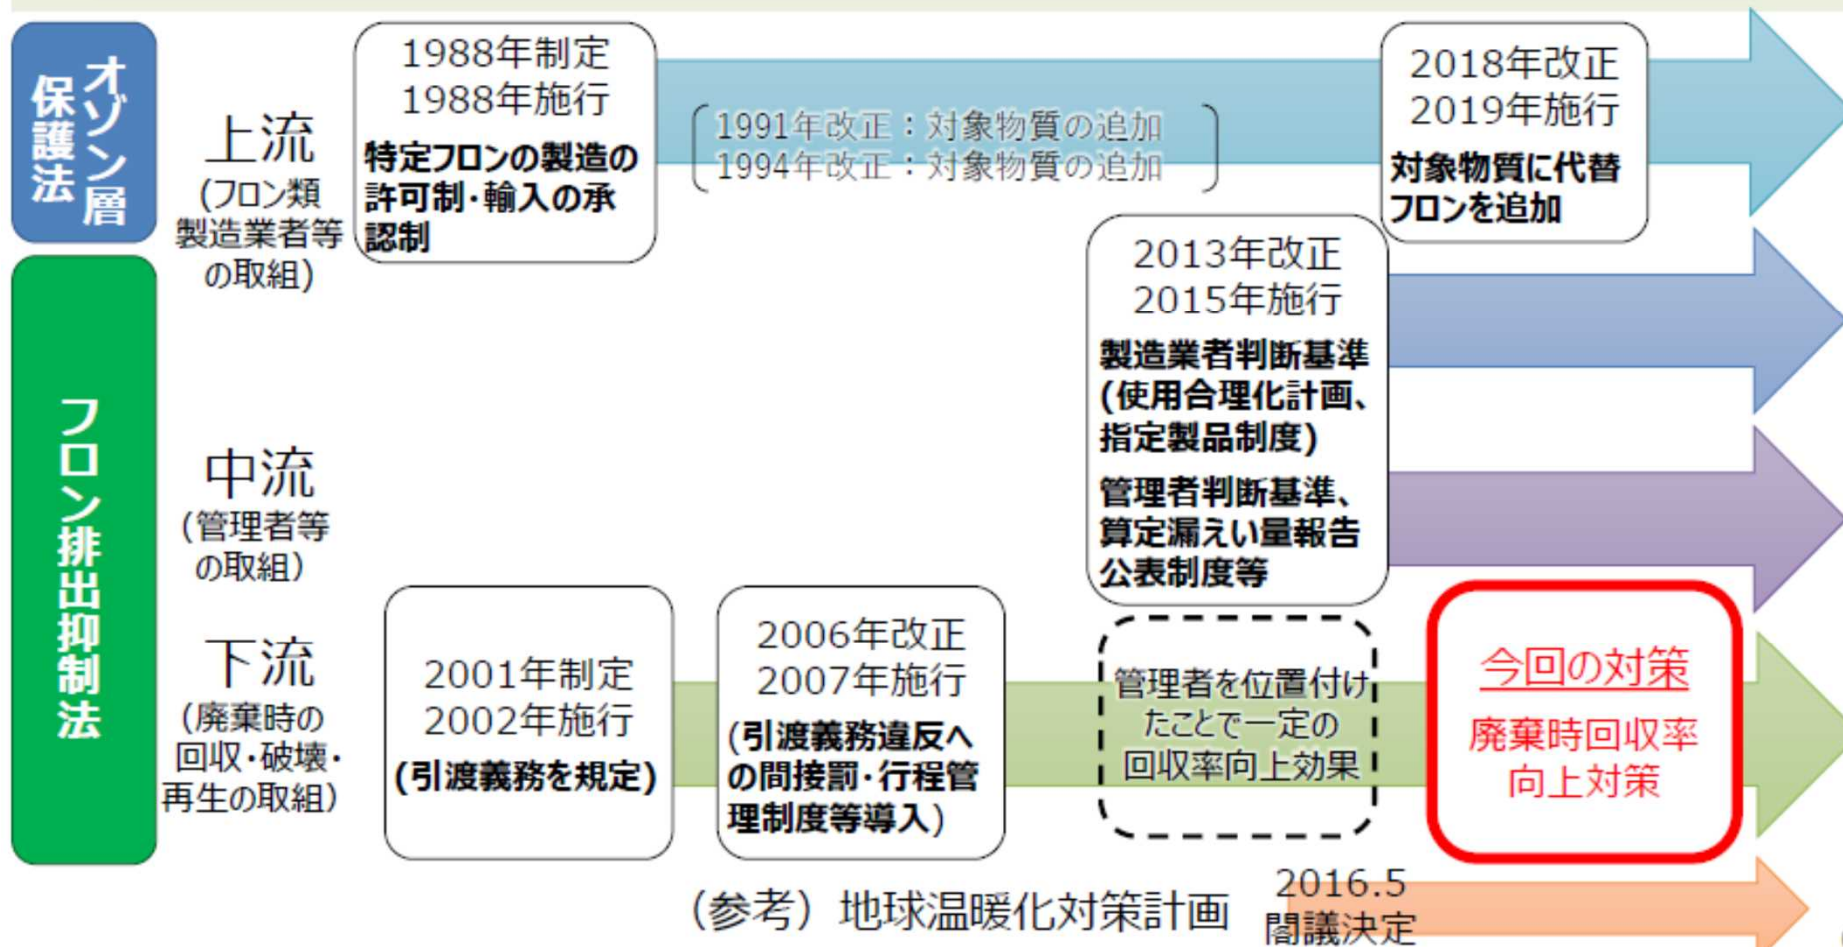 オゾン層
保護法
上流
(フロン類
製造業者等
の取組)
1988年制定
1988年施行
特定フロンの製造の
許可制・輸入の承
認制
1991年改正：対象物質の追加
1994年改正：対象物質の追加
2018年改正
2019年施行
対象物質に代替
フロンを追加
フロン排出抑制法
2013年改正
2015年施行
製造業者判断基準
(使用合理化計画、
指定製品制度)
管理者判断基準、
算定漏えい量報告
公表制度等
中流
(管理者等
の取組)
下流
(廃棄時の
回収・破壊・
再生の取組)
2001年制定
2002年施行
(引渡義務を規定)
2006年改正
2007年施行
(引渡義務違反へ
の間接罰・行程管
理制度等導入)
管理者を位置付け
たことで一定の
回収率向上効果
今回の対策
廃棄時回収率
向上対策
（参考）地球温暖化対策計画
2016.5
閣議決定